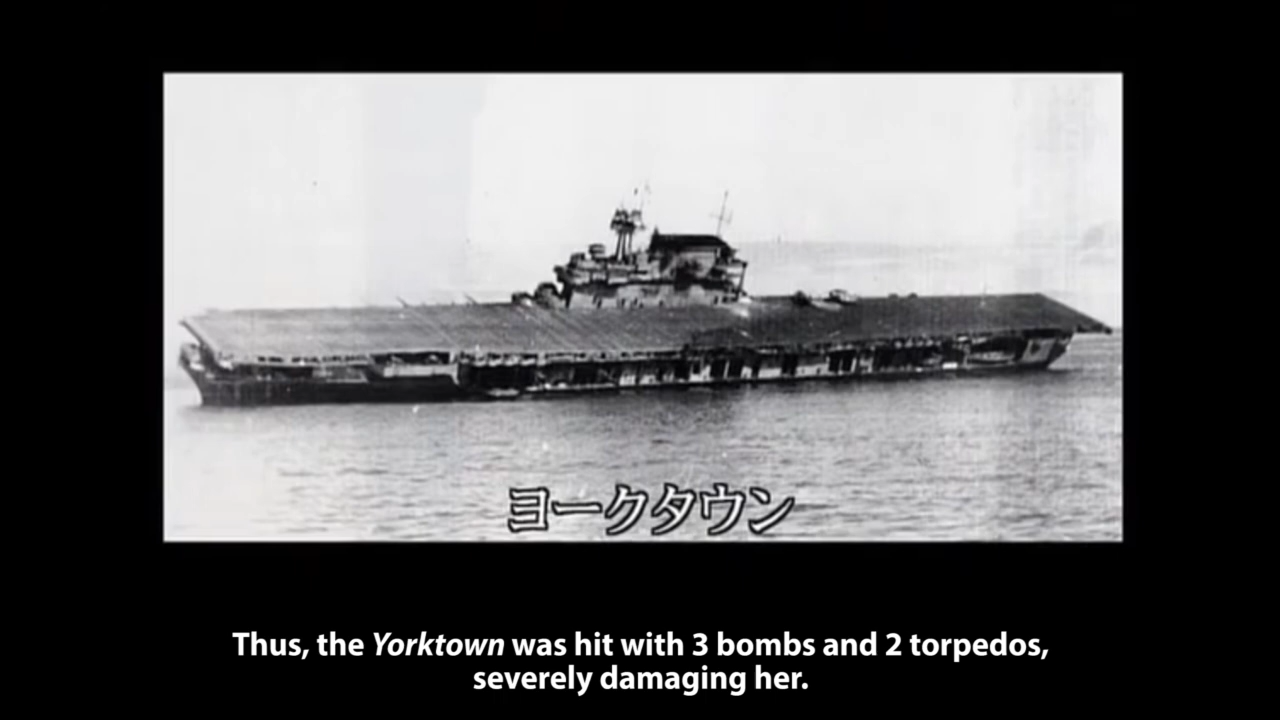 ヨークタウン
Thus, the Yorktown was hit with 3 bombs and 2 torpedos,
severely damaging her.